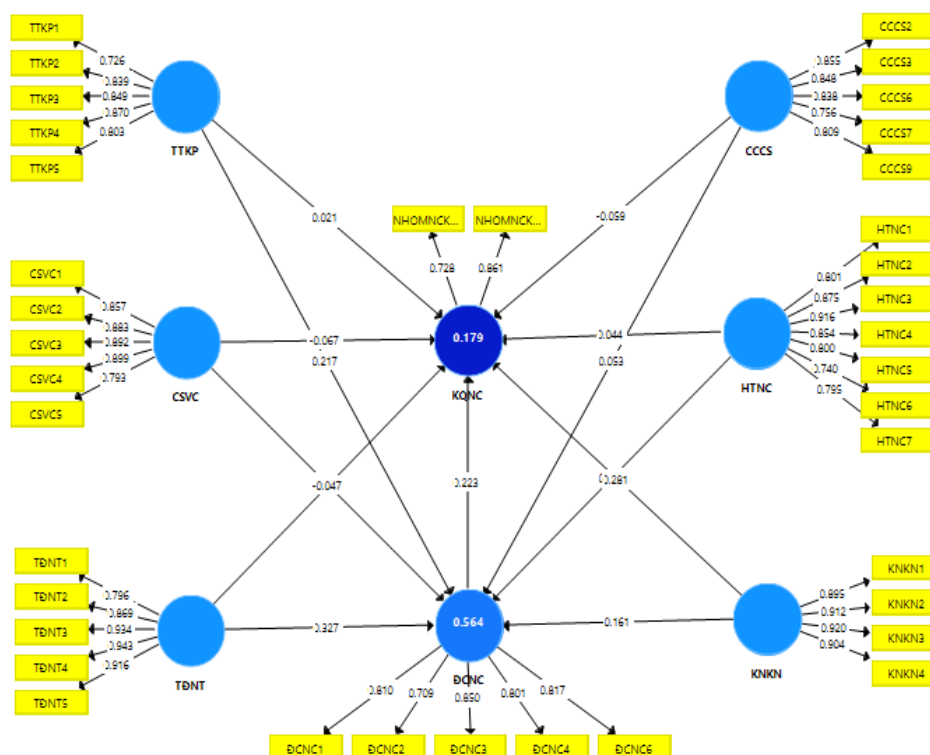 TTKP1
TTKP2
TTKP3
TTKP4
TTKP5
0.726
0.839
0.849
0.870
0.803
TTKP
CCCS2
CCCS3
CCCS6
CCCS7
CCCS9
0.855
0.848
0.838
0.756
0.809
CCCS
0.021
-0.059
NHOMNCK...
NHOMNCK...
0.728
0.861
CSVC1
CSVC2
CSVC3
CSVC4
CSVC5
0.857
0.883
0.892
0.899
0.793
CSVC
-0.067
0.217
0.179
KQNC
0.044
0.053
HTNC1
HTNC2
HTNC3
HTNC4
HTNC5
HTNC6
HTNC7
0.801
0.875
0.916
0.854
0.800
0.740
0.795
HTNC
-0.047
0.223
0.281
TĐNT1
TĐNT2
TĐNT3
TĐNT4
TĐNT5
0.796
0.869
0.934
0.943
0.916
TĐNT
0.327
0.564
ĐCNC
0.161
KNKN1
KNKN2
KNKN3
KNKN4
0.895
0.912
0.920
0.904
KNKN
0.810
0.709
0.850
0.801
0.817
ĐCNC1
ĐCNC2
ĐCNC3
ĐCNC4
ĐCNC6